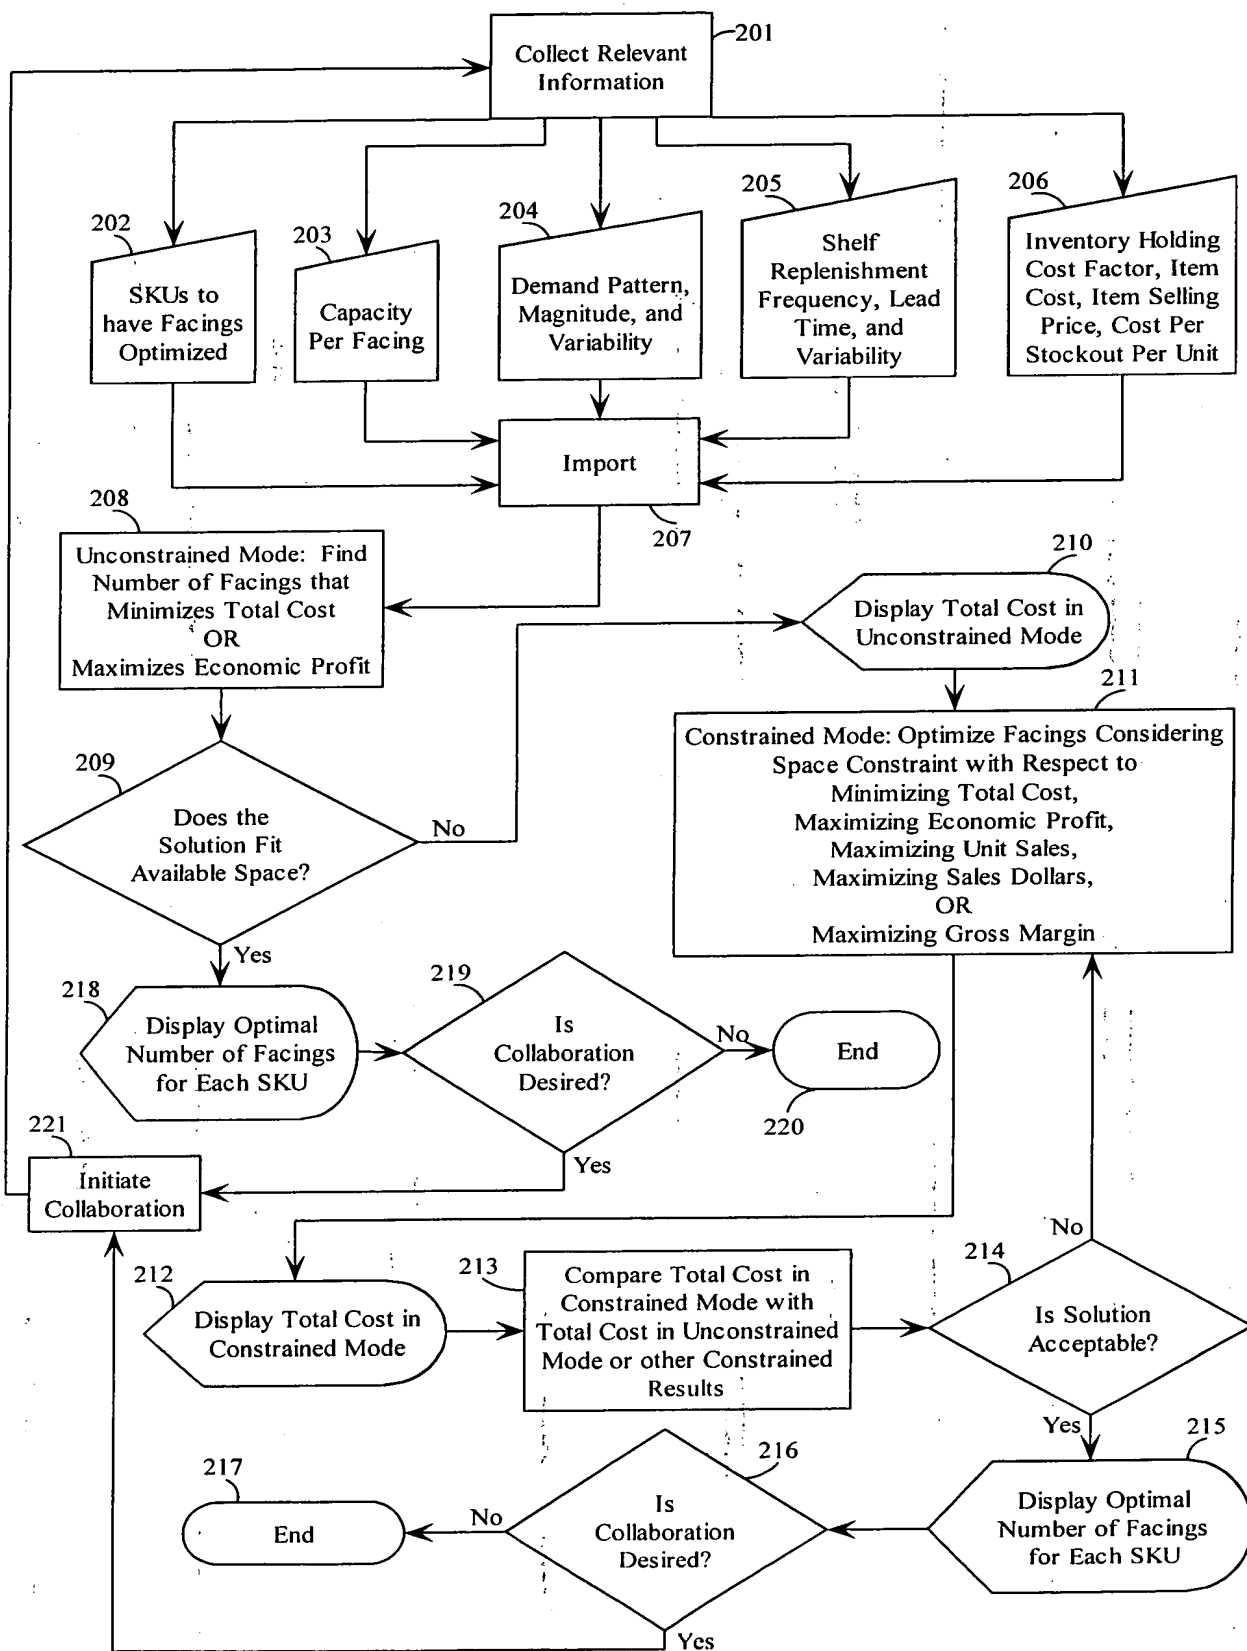 201
Collect Relevant
Information
202
SKUs to
have Facings
Optimized
203
Capacity
Per Facing
204
Demand Pattern,
Magnitude, and
Variability
205
Shelf
Replenishment
Frequency, Lead
Time, and
Variability
206
Inventory Holding
Cost Factor, Item
Cost, Item Selling
Price, Cost Per
Stockout Per Unit
Import
207
208
Unconstrained Mode: Find
Number of Facings that
Minimizes Total Cost
OR
Maximizes Economic Profit
209
Does the
Solution Fit
Available Space?
No
Yes
210
Display Total Cost in
Unconstrained Mode
211
Constrained Mode: Optimize Facings Considering
Space Constraint with Respect to
Minimizing Total Cost,
Maximizing Economic Profit,
Maximizing Unit Sales,
Maximizing Sales Dollars,
OR
Maximizing Gross Margin
218
Display Optimal
Number of Facings
for Each SKU
219
Is
Collaboration
Desired?
No
Yes
End
220
221
Initiate
Collaboration
212
Display Total Cost in
Constrained Mode
213
Compare Total Cost in
Constrained Mode with
Total Cost in Unconstrained
Mode or other Constrained
Results
214
Is Solution
Acceptable?
No
Yes
215
Display Optimal
Number of Facings
for Each SKU
216
Is
Collaboration
Desired?
No
Yes
217
End